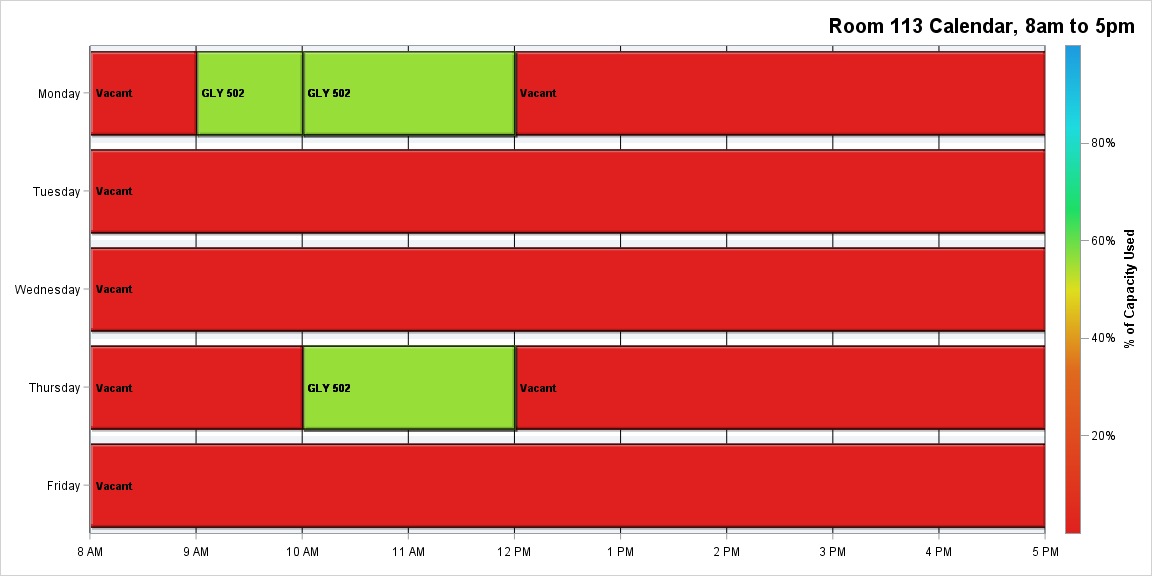 Room 113 Calendar, 8am to 5pm
Monday
Vacant
GLY 502
GLY 502
Vacant
Tuesday
Vacant
Wednesday
Vacant
Thursday
Vacant
GLY 502
Vacant
Friday
Vacant
8 AM
9 AM
10 AM
11 AM
12 PM
1 PM
2 PM
3 PM
4 PM
5 PM
80%
60%
40%
20%
% of Capacity Used